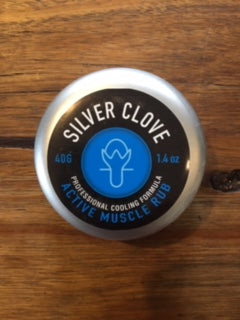 SILVER CLOVE
40G
1.4 oz
PROFESSIONAL COOLING FORMULA
ACTIVE MUSCLE RUB